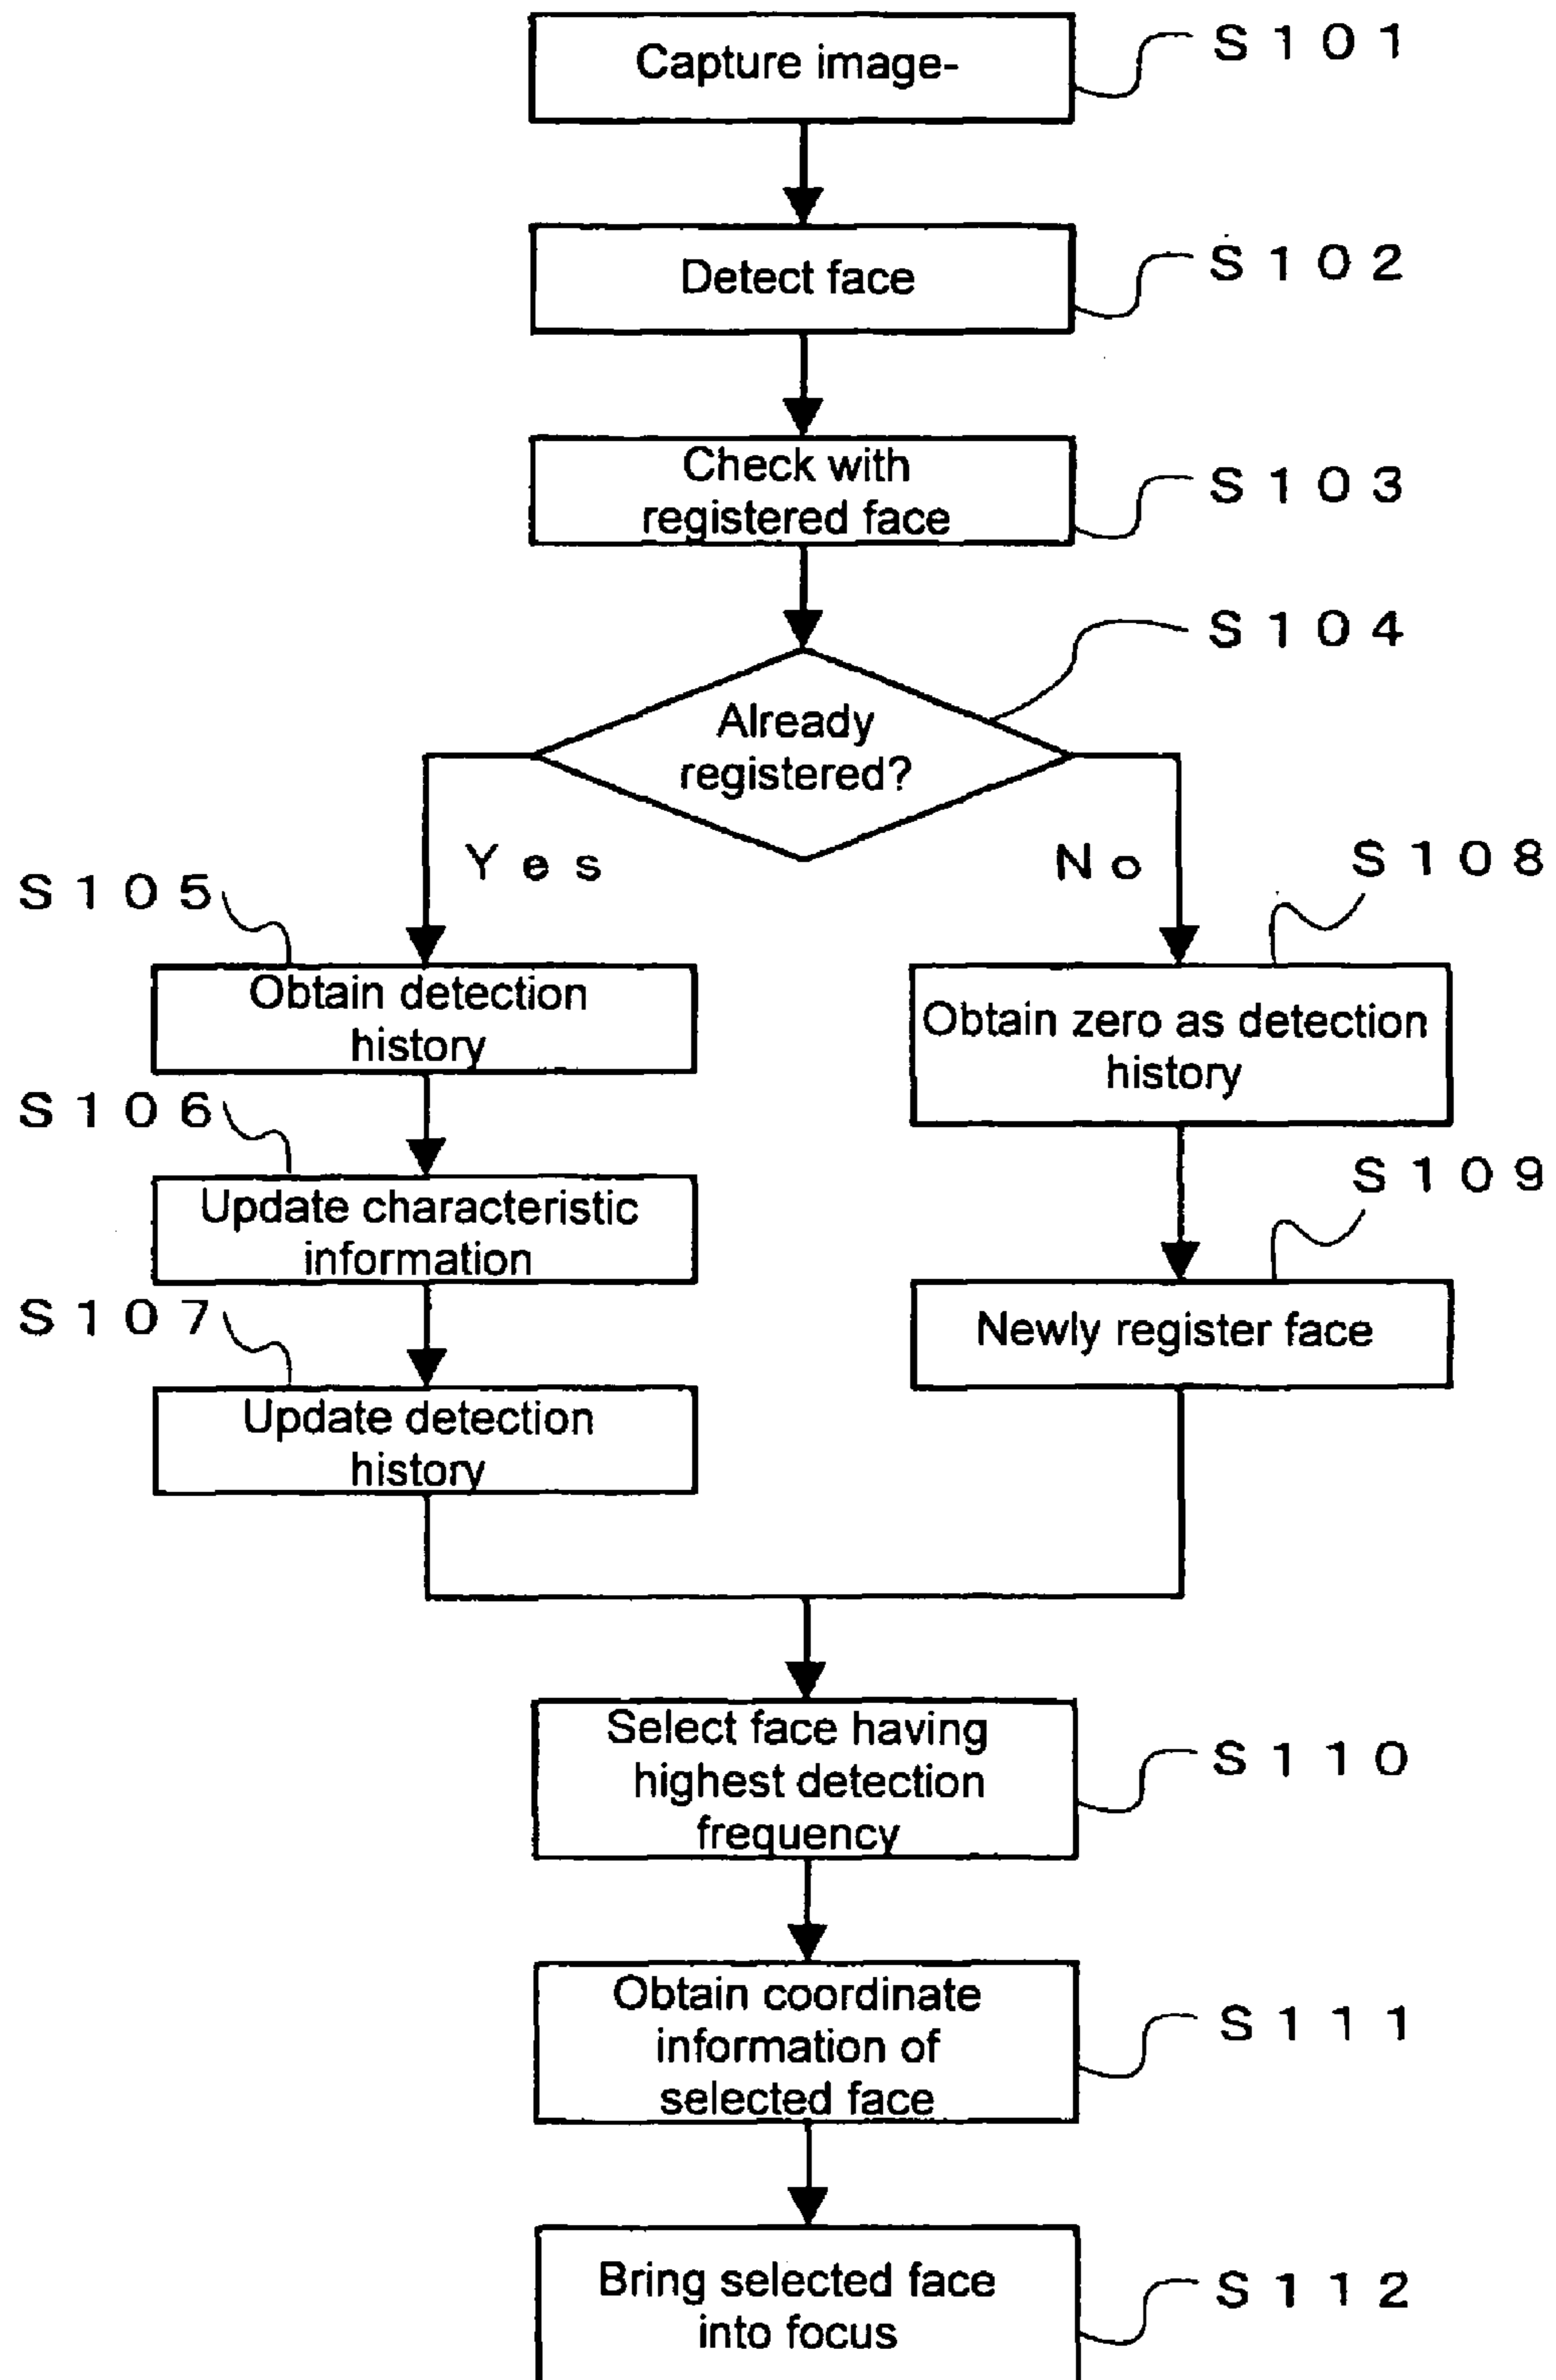 Capture image-
S101
Detect face
S102
Check with
registered face
S103
S104
Already
registered?
Yes
No
S108
S105
Obtain detection
history
Obtain zero as detection
history
S106
Update characteristic
information
S109
S107
Newly register face
Update detection
history
Select face having
highest detection
frequency
S110
Obtain coordinate
information of
selected face
S111
Bring selected face
into focus
S112